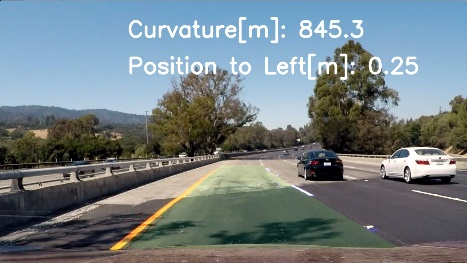 Curvature[m]: 845.3
Position to Left[m]: 0.25